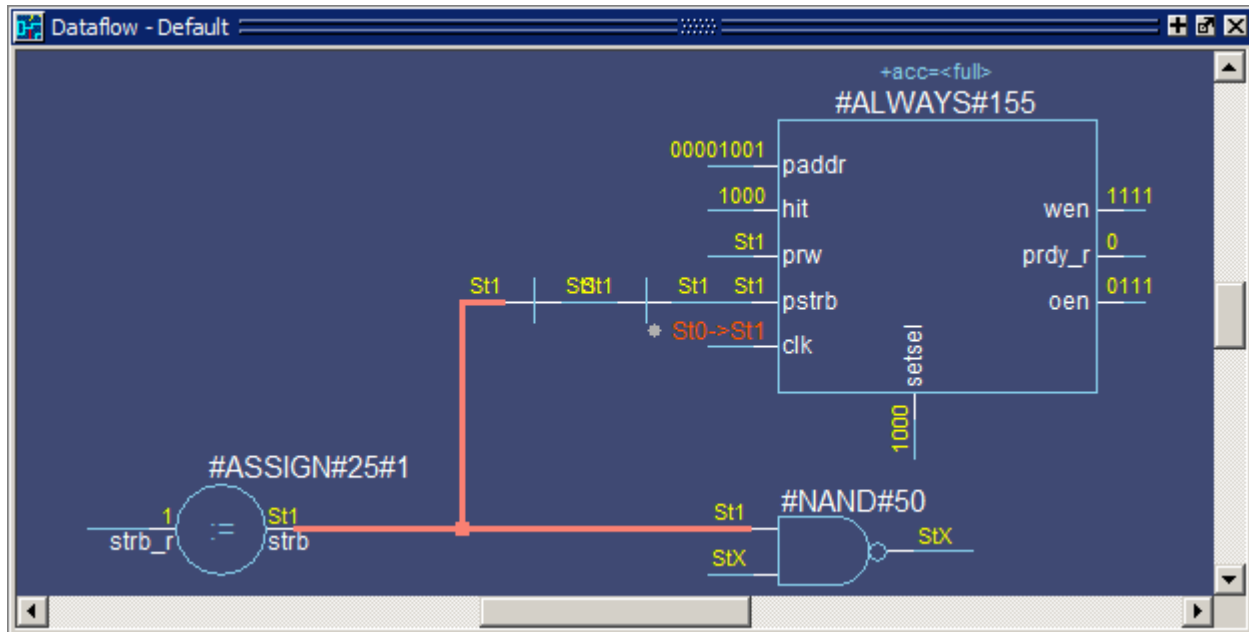 Dataflow - Default
+acc=<full>
#ALWAYS#155
00001001
paddr
1000
hit
wen
1111
St1
prw
prdy_r
0
St1
St1
St1
St1
pstrb
oen
0111
St0->St1
clk
setsel
1000
#ASSIGN#25#1
#NAND#50
1
St1
St1
StX
strb_r
:=
strb
StX